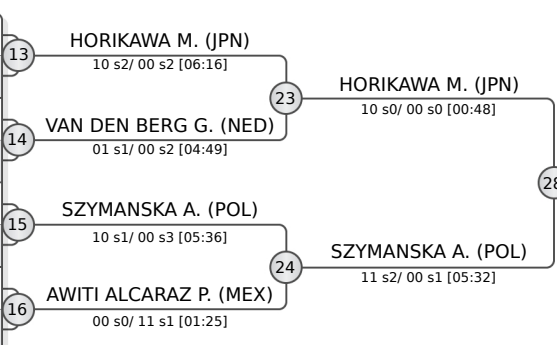 13
HORIKAWA M. (JPN)
10 s2/ 00 s2 [06:16]
23
HORIKAWA M. (JPN)
10 s0/ 00 s0 [00:48]
14
VAN DEN BERG G. (NED)
01 s1/ 00 s2 [04:49]
28
15
SZYMANSKA A. (POL)
10 s1/ 00 s3 [05:36]
24
SZYMANSKA A. (POL)
11 s2/ 00 s1 [05:32]
16
AWITI ALCARAZ P. (MEX)
00 s0/ 11 s1 [01:25]